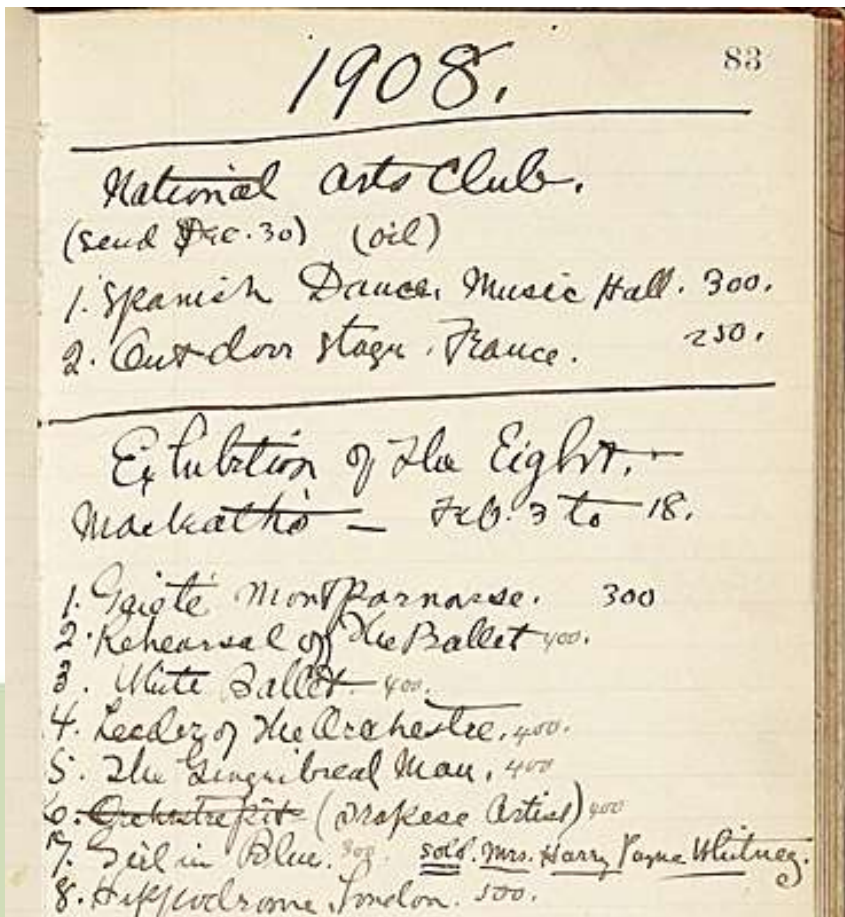 83
1908.
National Arts Club.
(send Dec. 30) (oil)
1. Spanish Dance, Music Hall. 300.
2. Out door stage. France. 250.
Exhibition of The Eight. —
Macbeth's — Feb. 3 to 18.
1. Gaieté Montparnasse. 300
2. Rehearsal of the Ballet 400.
3. White Ballet 400.
4. Leader of the Orchestra. 400.
5. The Gingerbread Man. 400
6. Orchestra pit (Trapese Artist) 400
7. Girl in Blue. 300. sold. Mrs. Harry Payne Whitney.
8. Hippodrome, London. 500.